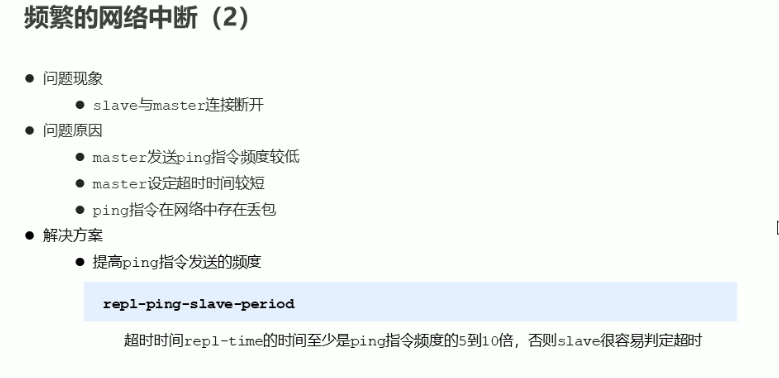 频繁的网络中断（2）
● 问题现象
● slave与master连接断开
● 问题原因
● master发送ping指令频度较低
● master设定超时时间较短
● ping指令在网络中存在丢包
● 解决方案
● 提高ping指令发送的频度
repl-ping-slave-period
超时时间repl-time的时间至少是ping指令频度的5到10倍，否则slave很容易判定超时